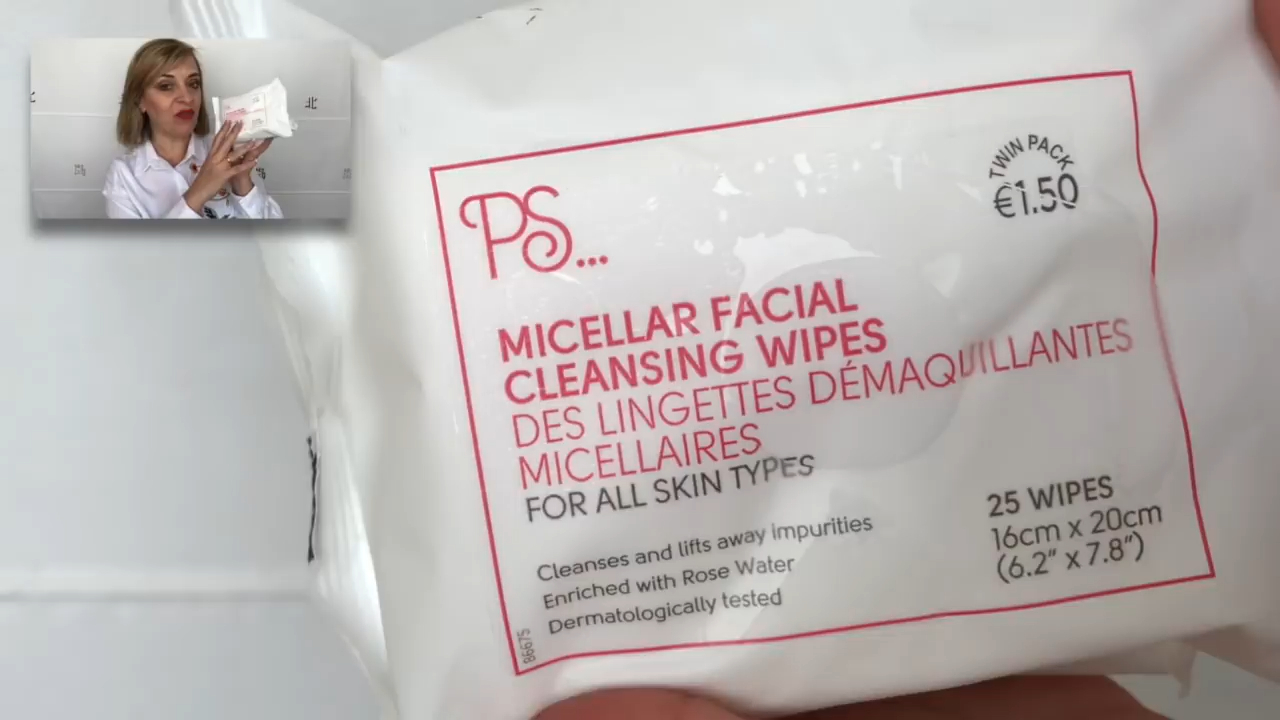 PS...
TWIN PACK
€1.50
MICELLAR FACIAL
CLEANSING WIPES
DES LINGETTES DÉMAQUILLANTES
MICELLAIRES
FOR ALL SKIN TYPES
Cleanses and lifts away impurities
Enriched with Rose Water
Dermatologically tested
25 WIPES
16cm x 20cm
(6.2" x 7.8")
86675
北